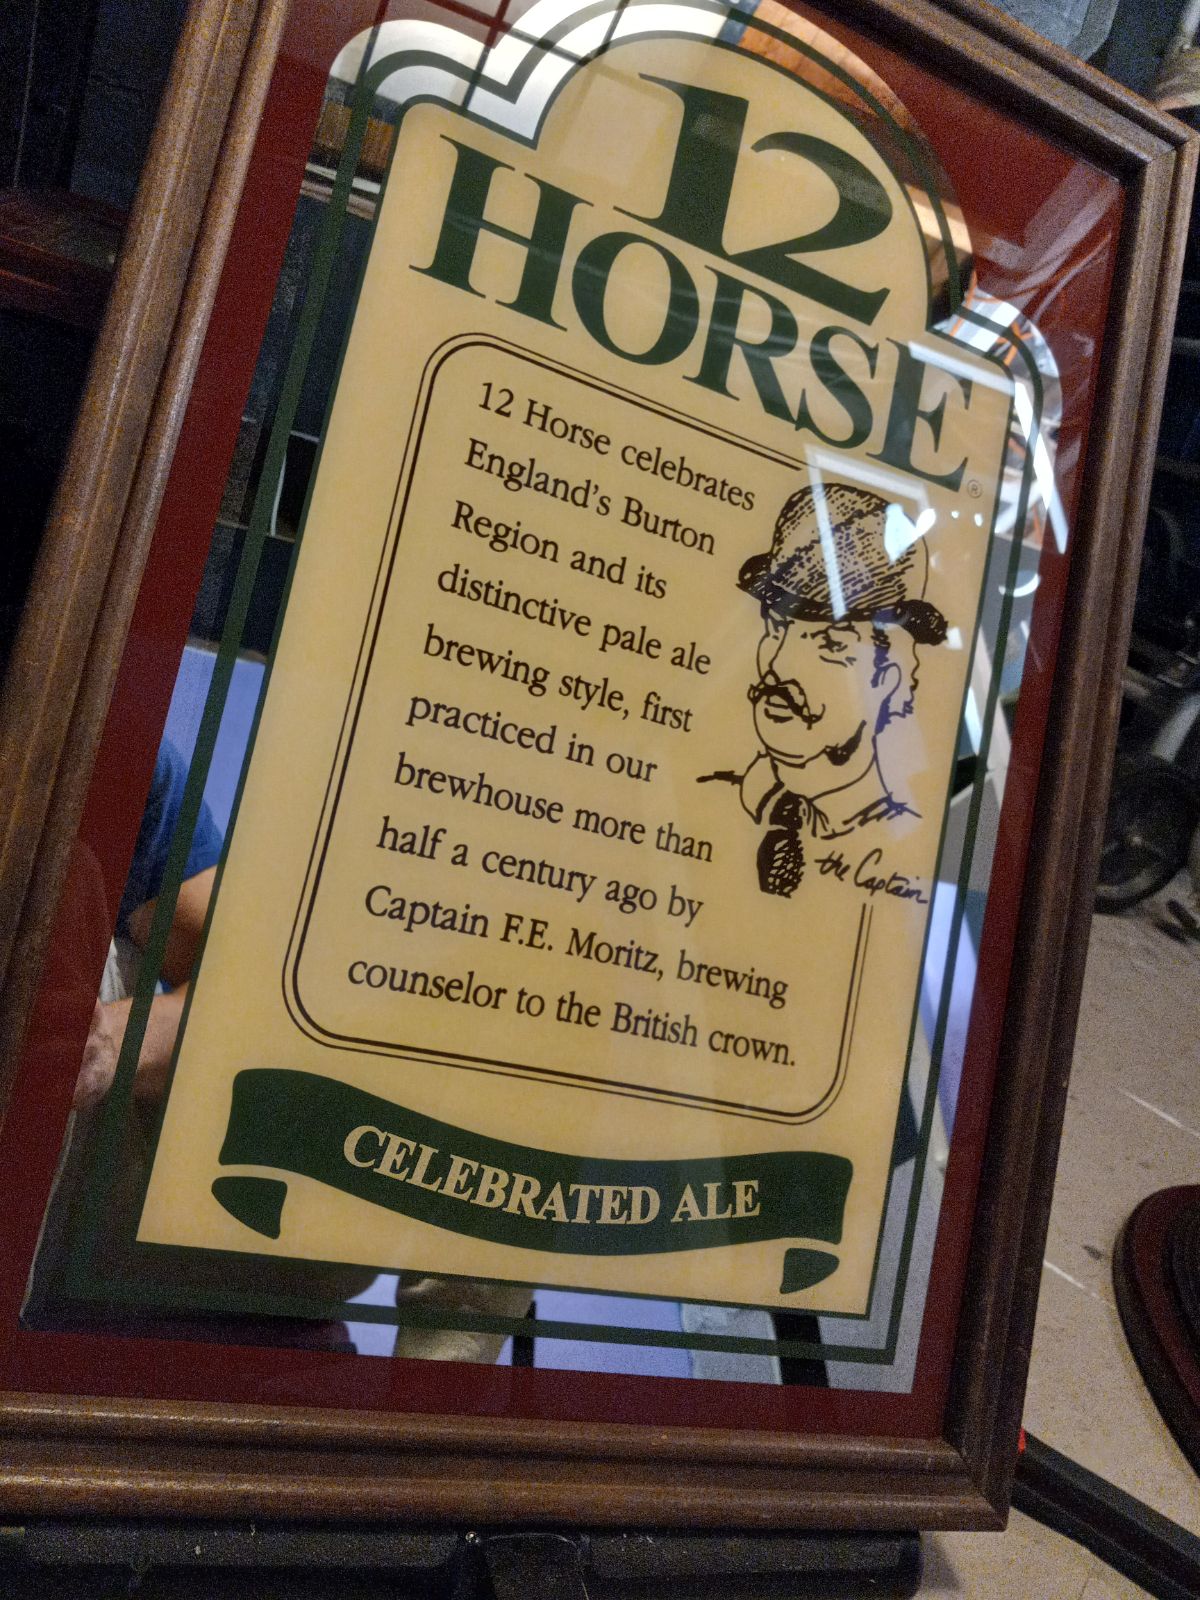 12
HORSE
®
12 Horse celebrates
England's Burton
Region and its
distinctive pale ale
brewing style, first
practiced in our
brewhouse more than
half a century ago by
Captain F.E. Moritz, brewing
counselor to the British crown.
the Captain
CELEBRATED ALE